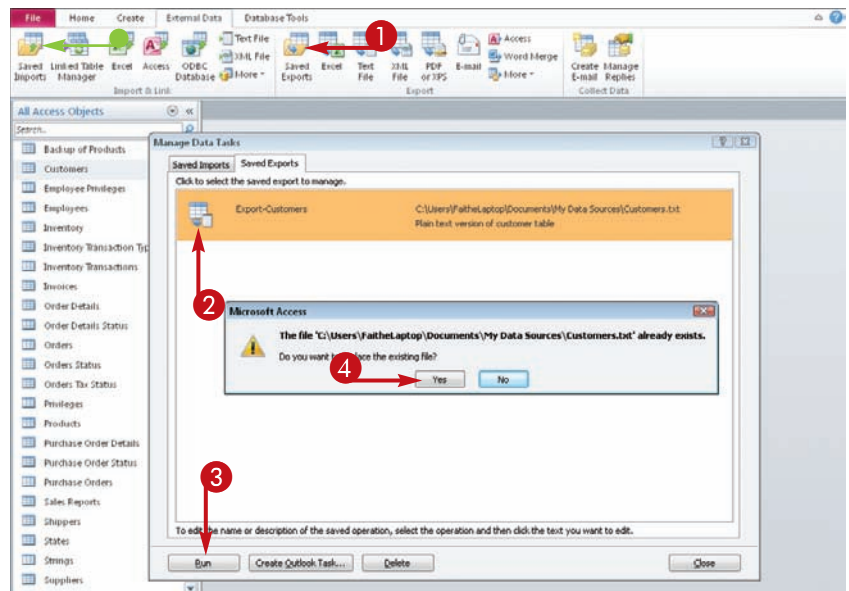 File Home Create External Data Database Tools
Saved Imports
Linked Table Manager
Excel
Access
ODBC Database
Text File
XML File
More
Import & Link
Saved Exports
Excel
Text File
XML File
PDF or XPS
E-mail
Access
Word Merge
More
Export
Create E-mail
Manage Replies
Collect Data
1
All Access Objects
Search...
Backup of Products
Customers
Employee Privileges
Employees
Inventory
Inventory Transaction Typ
Inventory Transactions
Invoices
Order Details
Order Details Status
Orders
Orders Status
Orders Tax Status
Privileges
Products
Purchase Order Details
Purchase Order Status
Purchase Orders
Sales Reports
Shippers
States
Strings
Suppliers
Manage Data Tasks
Saved Imports Saved Exports
Click to select the saved export to manage.
Export-Customers C:\Users\FaitheLaptop\Documents\My Data Sources\Customers.txt
Plain text version of customer table
2
Microsoft Access
The file 'C:\Users\FaitheLaptop\Documents\My Data Sources\Customers.txt' already exists.
Do you want to lace the existing file?
4
Yes No
3
To edit the name or description of the saved operation, select the operation and then click the text you want to edit.
Run Create Outlook Task... Delete Close